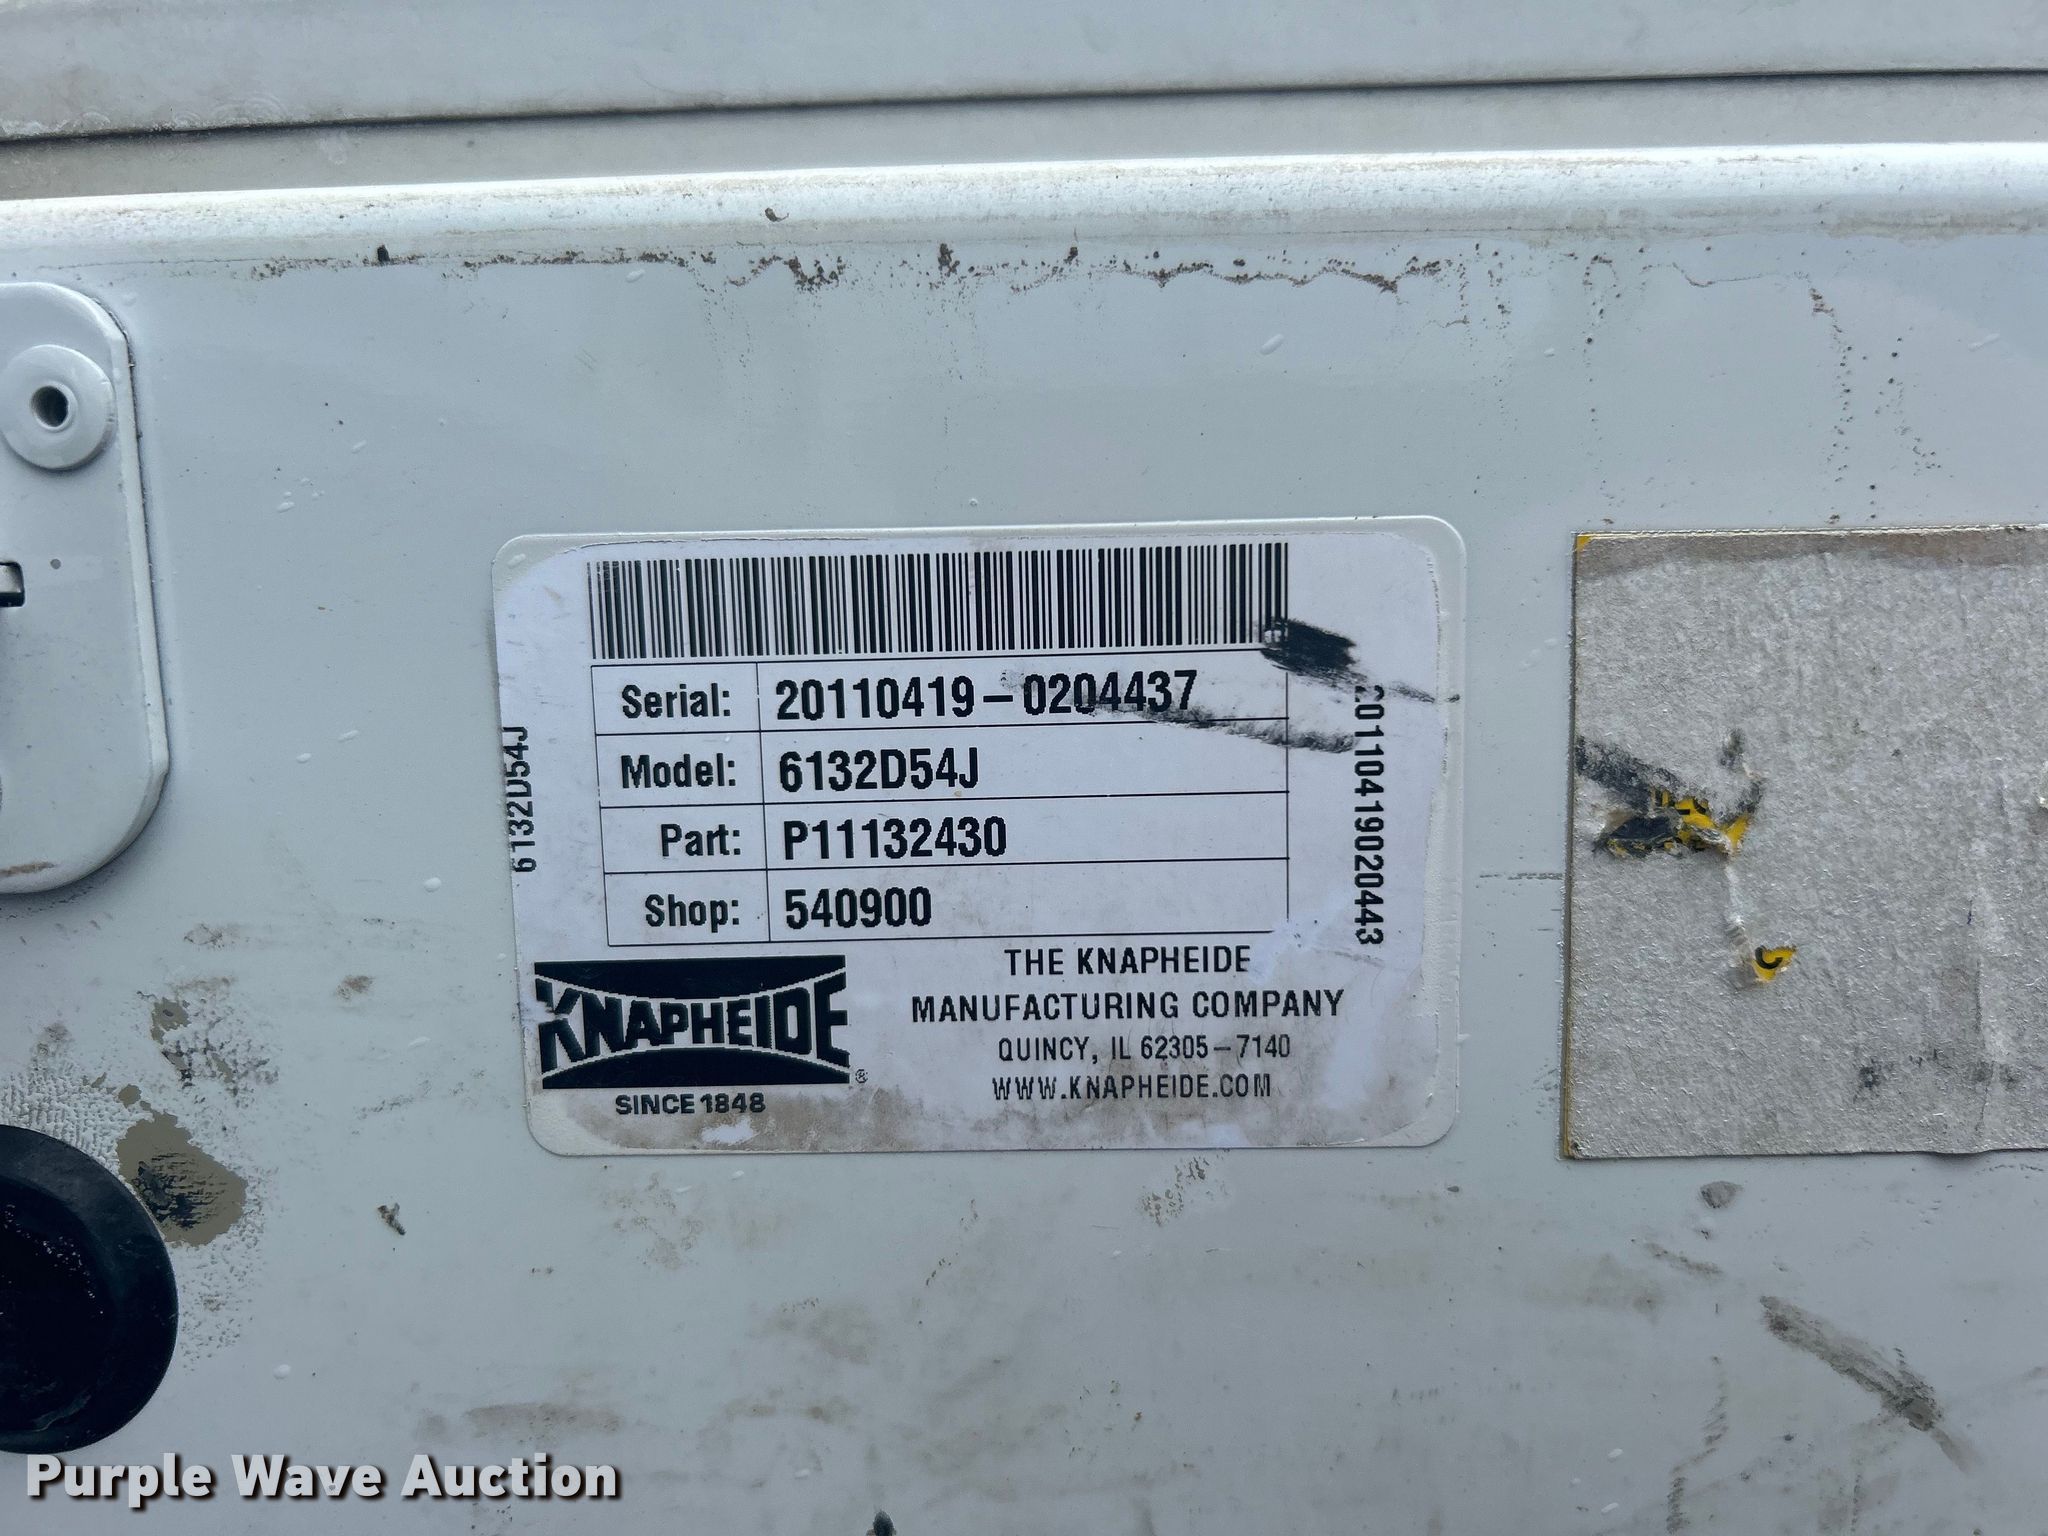 Serial: 20110419-0204437
Model: 6132D54J
Part: P11132430
Shop: 540900
6132D54J
20110419020443
KNAPHEIDE
®
SINCE 1848
THE KNAPHEIDE
MANUFACTURING COMPANY
QUINCY, IL 62305-7140
WWW.KNAPHEIDE.COM
Purple Wave Auction